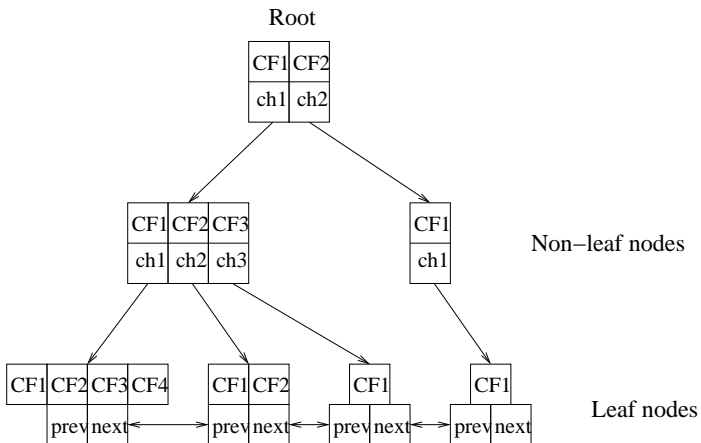 Root
CF1 CF2
ch1 ch2
CF1 CF2 CF3 CF1
Non−leaf nodes
ch1 ch2 ch3 ch1
CF1 CF2 CF3 CF4 CF1 CF2 CF1 CF1
Leaf nodes
prev next prev next prev next prev next